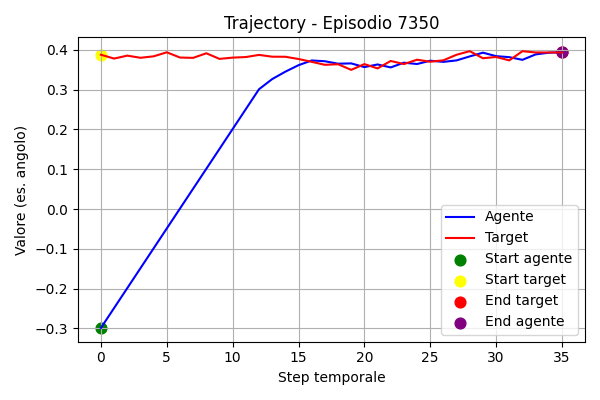 Trajectory - Episodio 7350
Valore (es. angolo)
0.4
0.3
0.2
0.1
0.0
−0.1
−0.2
−0.3
0
5
10
15
20
25
30
35
Step temporale
Agente
Target
Start agente
Start target
End target
End agente